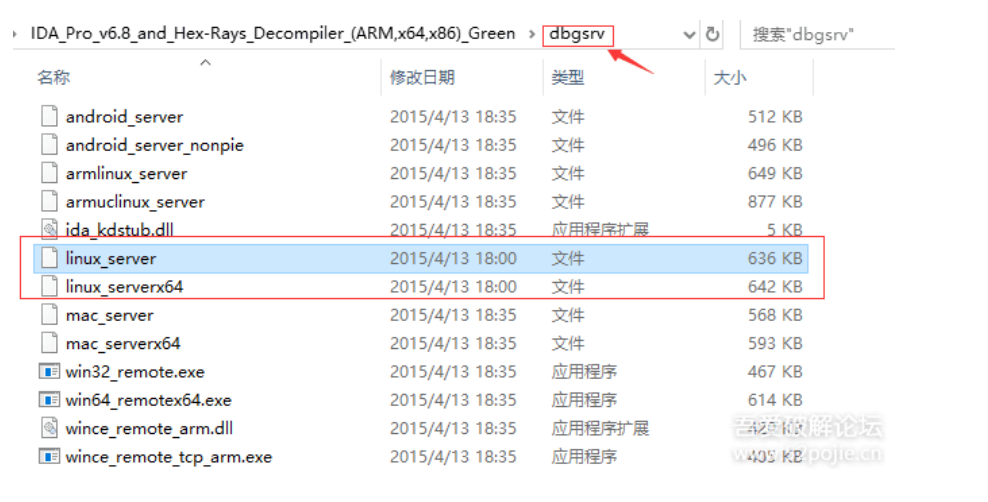 IDA_Pro_v6.8_and_Hex-Rays_Decompiler_(ARM,x64,x86)_Green › dbgsrv 搜索"dbgsrv"
名称 修改日期 类型 大小
android_server 2015/4/13 18:35 文件 512 KB
android_server_nonpie 2015/4/13 18:35 文件 496 KB
armlinux_server 2015/4/13 18:35 文件 649 KB
armuclinux_server 2015/4/13 18:35 文件 877 KB
ida_kdstub.dll 2015/4/13 18:35 应用程序扩展 5 KB
linux_server 2015/4/13 18:00 文件 636 KB
linux_serverx64 2015/4/13 18:00 文件 642 KB
mac_server 2015/4/13 18:35 文件 568 KB
mac_serverx64 2015/4/13 18:35 文件 593 KB
win32_remote.exe 2015/4/13 18:35 应用程序 467 KB
win64_remotex64.exe 2015/4/13 18:35 应用程序 614 KB
wince_remote_arm.dll 2015/4/13 18:35 应用程序扩展 KB
吾爱破解论坛
wince_remote_tcp_arm.exe 2015/4/13 18:35 应用程序 KB
www.52pojie.cn